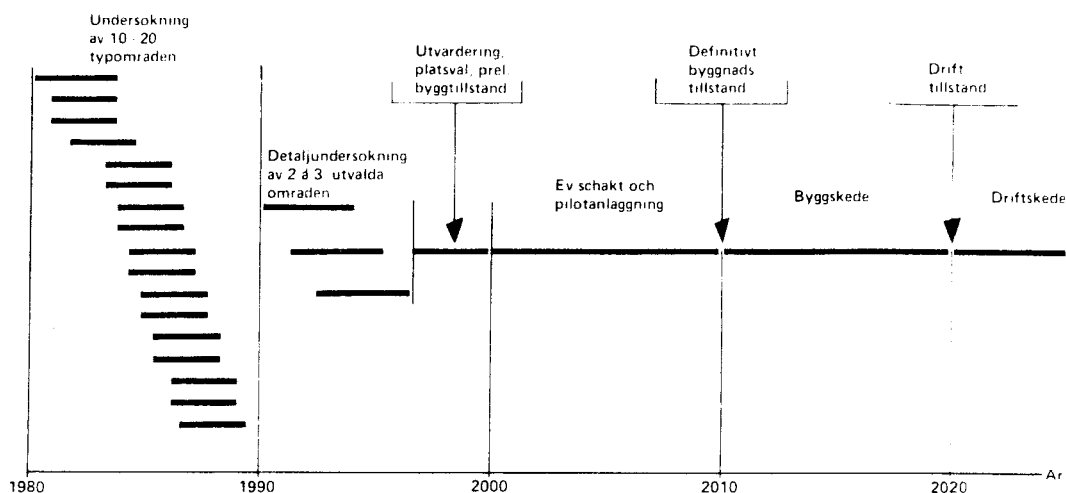 Undersokning
av 10 - 20
typomraden
Utvardering,
platsval, prel.
byggtillstand
Definitivt
byggnads
tillstand
Drift
tillstand
Detaljundersokning
av 2 á 3 utvalda
omraden
Ev schakt och
pilotanlaggning
Byggskede
Driftskede
1980
1990
2000
2010
2020
Ar